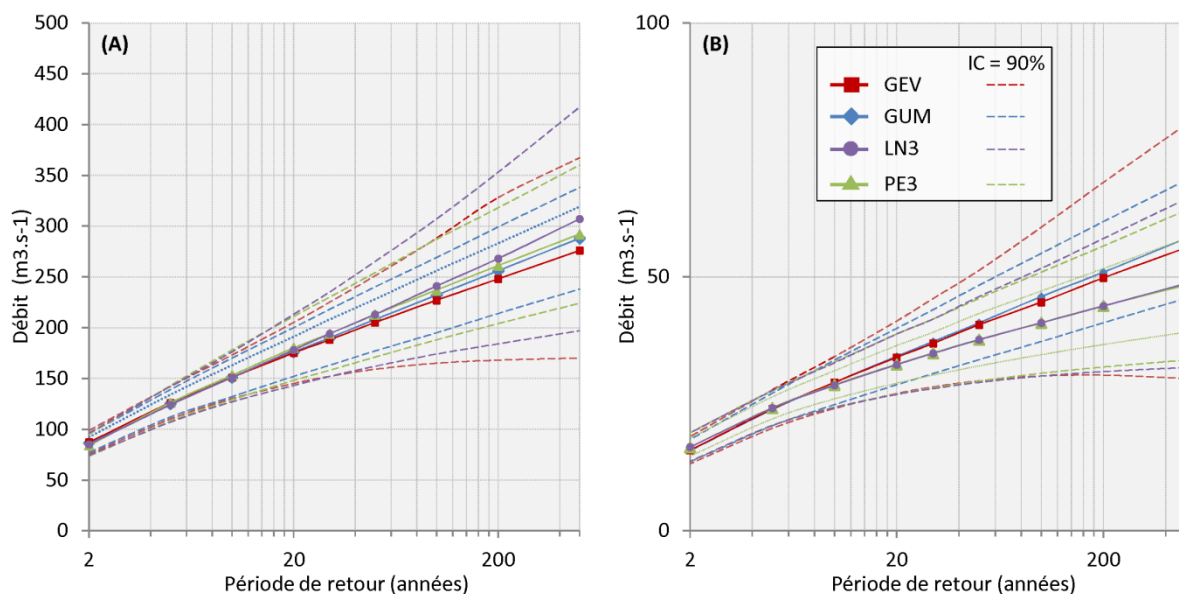 (A)
500
450
400
350
300
250
200
150
100
50
0
2
20
200
Débit (m3.s-1)
Période de retour (années)
(B)
100
50
0
2
20
200
Débit (m3.s-1)
Période de retour (années)
IC = 90%
GEV
GUM
LN3
PE3